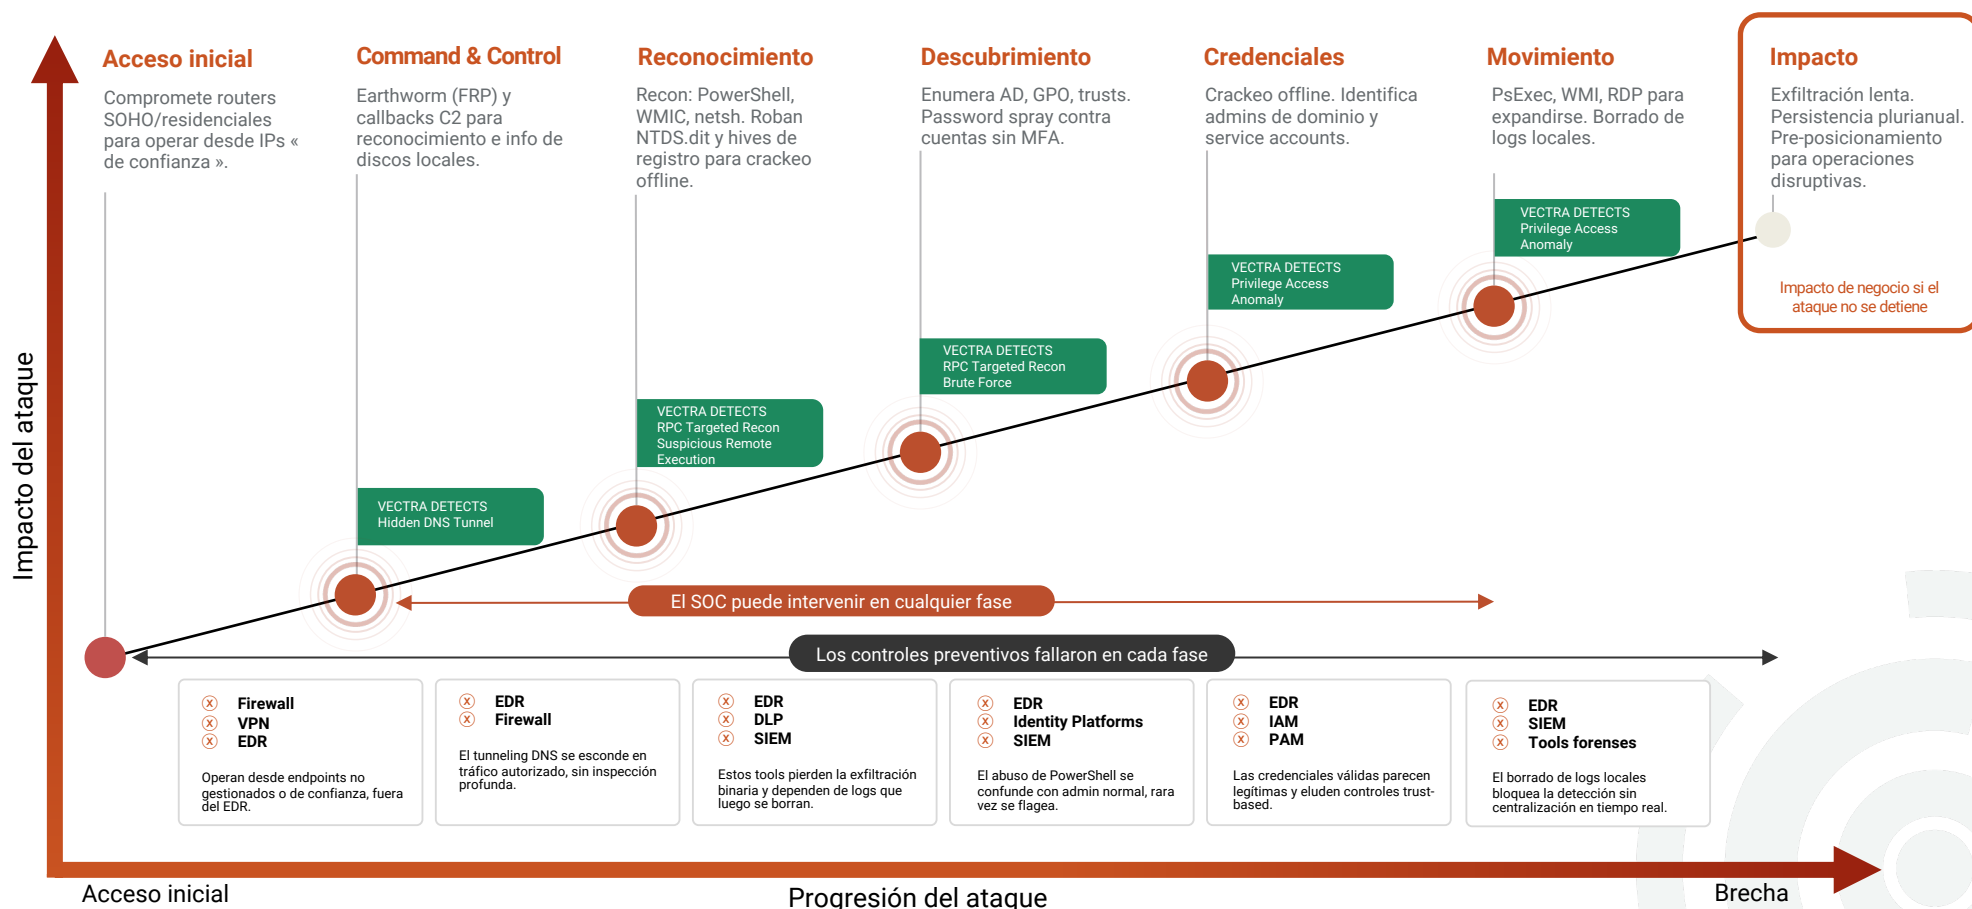 Impacto del ataque
Acceso inicial
Compromete routers
SOHO/residenciales
para operar desde IPs «
de confianza ».
Command & Control
Earthworm (FRP) y
callbacks C2 para
reconocimiento e info de
discos locales.
Reconocimiento
Recon: PowerShell,
WMIC, netsh. Roban
NTDS.dit y hives de
registro para crackeo
offline.
Descubrimiento
Enumera AD, GPO, trusts.
Password spray contra
cuentas sin MFA.
Credenciales
Crackeo offline. Identifica
admins de dominio y
service accounts.
Movimiento
PsExec, WMI, RDP para
expandirse. Borrado de
logs locales.
Impacto
Exfiltración lenta.
Persistencia plurianual.
Pre-posicionamiento
para operaciones
disruptivas.
Impacto de negocio si el
ataque no se detiene
VECTRA DETECTS
Hidden DNS Tunnel
VECTRA DETECTS
RPC Targeted Recon
Suspicious Remote
Execution
VECTRA DETECTS
RPC Targeted Recon
Brute Force
VECTRA DETECTS
Privilege Access
Anomaly
VECTRA DETECTS
Privilege Access
Anomaly
El SOC puede intervenir en cualquier fase
Los controles preventivos fallaron en cada fase
x Firewall
x VPN
x EDR
Operan desde endpoints no
gestionados o de confianza, fuera
del EDR.
x EDR
x Firewall
El tunneling DNS se esconde en
tráfico autorizado, sin inspección
profunda.
x EDR
x DLP
x SIEM
Estos tools pierden la exfiltración
binaria y dependen de logs que
luego se borran.
x EDR
x Identity Platforms
x SIEM
El abuso de PowerShell se
confunde con admin normal, rara
vez se flagea.
x EDR
x IAM
x PAM
Las credenciales válidas parecen
legítimas y eluden controles trust-
based.
x EDR
x SIEM
x Tools forenses
El borrado de logs locales
bloquea la detección sin
centralización en tiempo real.
Acceso inicial
Progresión del ataque
Brecha